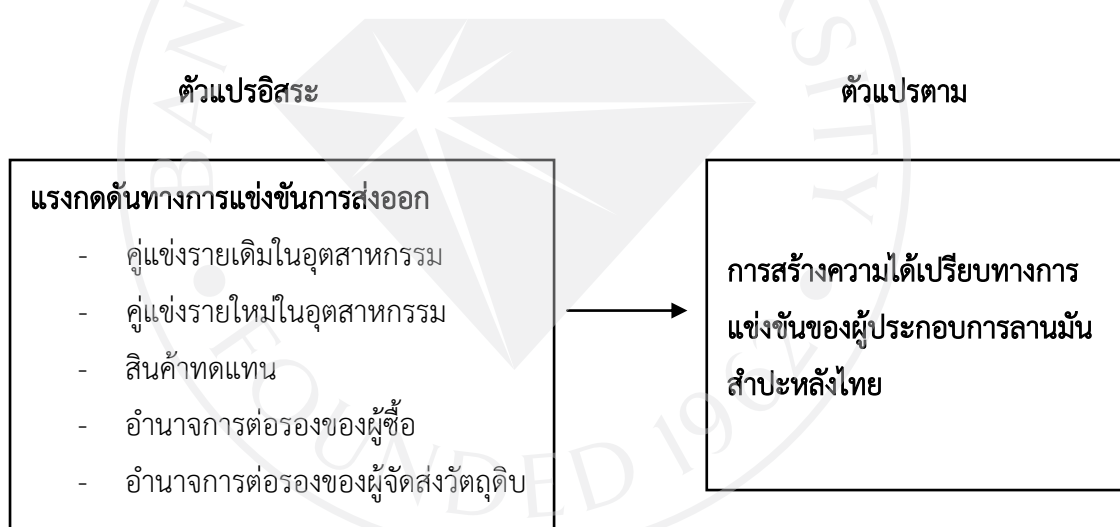 ตัวแปรอิสระ
ตัวแปรตาม
แรงกดดันทางการแข่งขันการส่งออก
- คู่แข่งรายเดิมในอุตสาหกรรม
- คู่แข่งรายใหม่ในอุตสาหกรรม
- สินค้าทดแทน
- อำนาจการต่อรองของผู้ซื้อ
- อำนาจการต่อรองของผู้จัดส่งวัตถุดิบ
การสร้างความได้เปรียบทางการ
แข่งขันของผู้ประกอบการลานมัน
สำปะหลังไทย
FOUNDED 1962